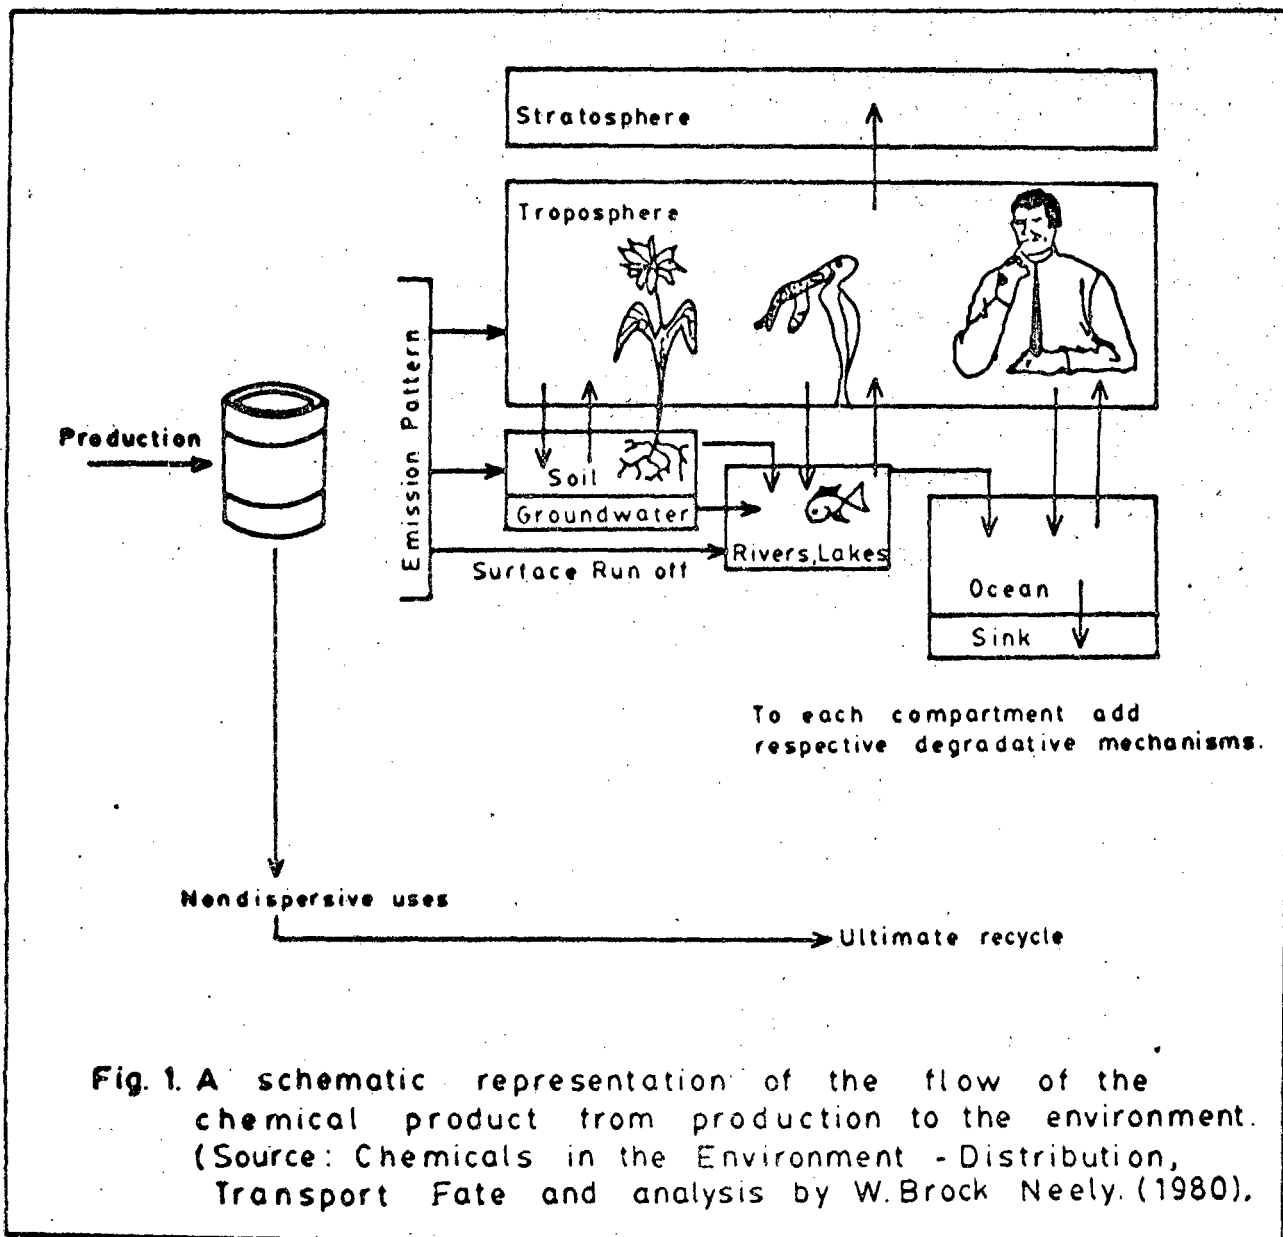 Stratosphere
Troposphere
Emission Pattern
Production
Soil
Groundwater
Surface Run off
Rivers, Lakes
Ocean
Sink
To each compartment add
respective degradative mechanisms.
Nondispersive uses
Ultimate recycle
Fig. 1. A schematic representation of the flow of the
chemical product from production to the environment.
(Source: Chemicals in the Environment - Distribution,
Transport Fate and analysis by W. Brock Neely. (1980).